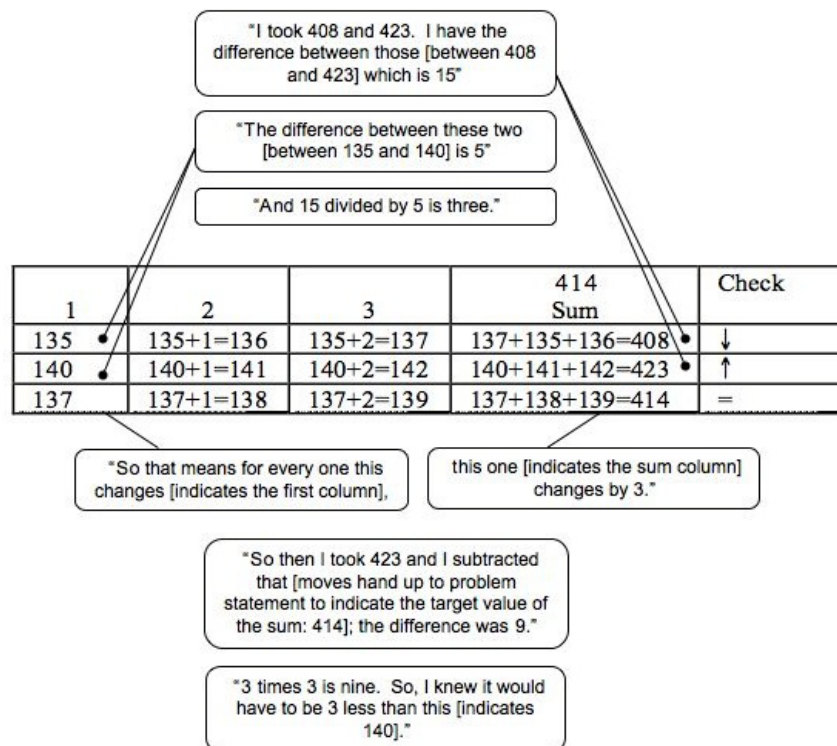 “I took 408 and 423.  I have the
difference between those [between 408
and 423] which is 15”
“The difference between these two
[between 135 and 140] is 5”
“And 15 divided by 5 is three.”
1 2 3 414 Sum Check
135 135+1=136 135+2=137 137+135+136=408 ↓
140 140+1=141 140+2=142 140+141+142=423 ↑
137 137+1=138 137+2=139 137+138+139=414 =
“So that means for every one this
changes [indicates the first column],
this one [indicates the sum column]
changes by 3.”
“So then I took 423 and I subtracted
that [moves hand up to problem
statement to indicate the target value of
the sum: 414]; the difference was 9.”
“3 times 3 is nine.  So, I knew it would
have to be 3 less than this [indicates
140].”